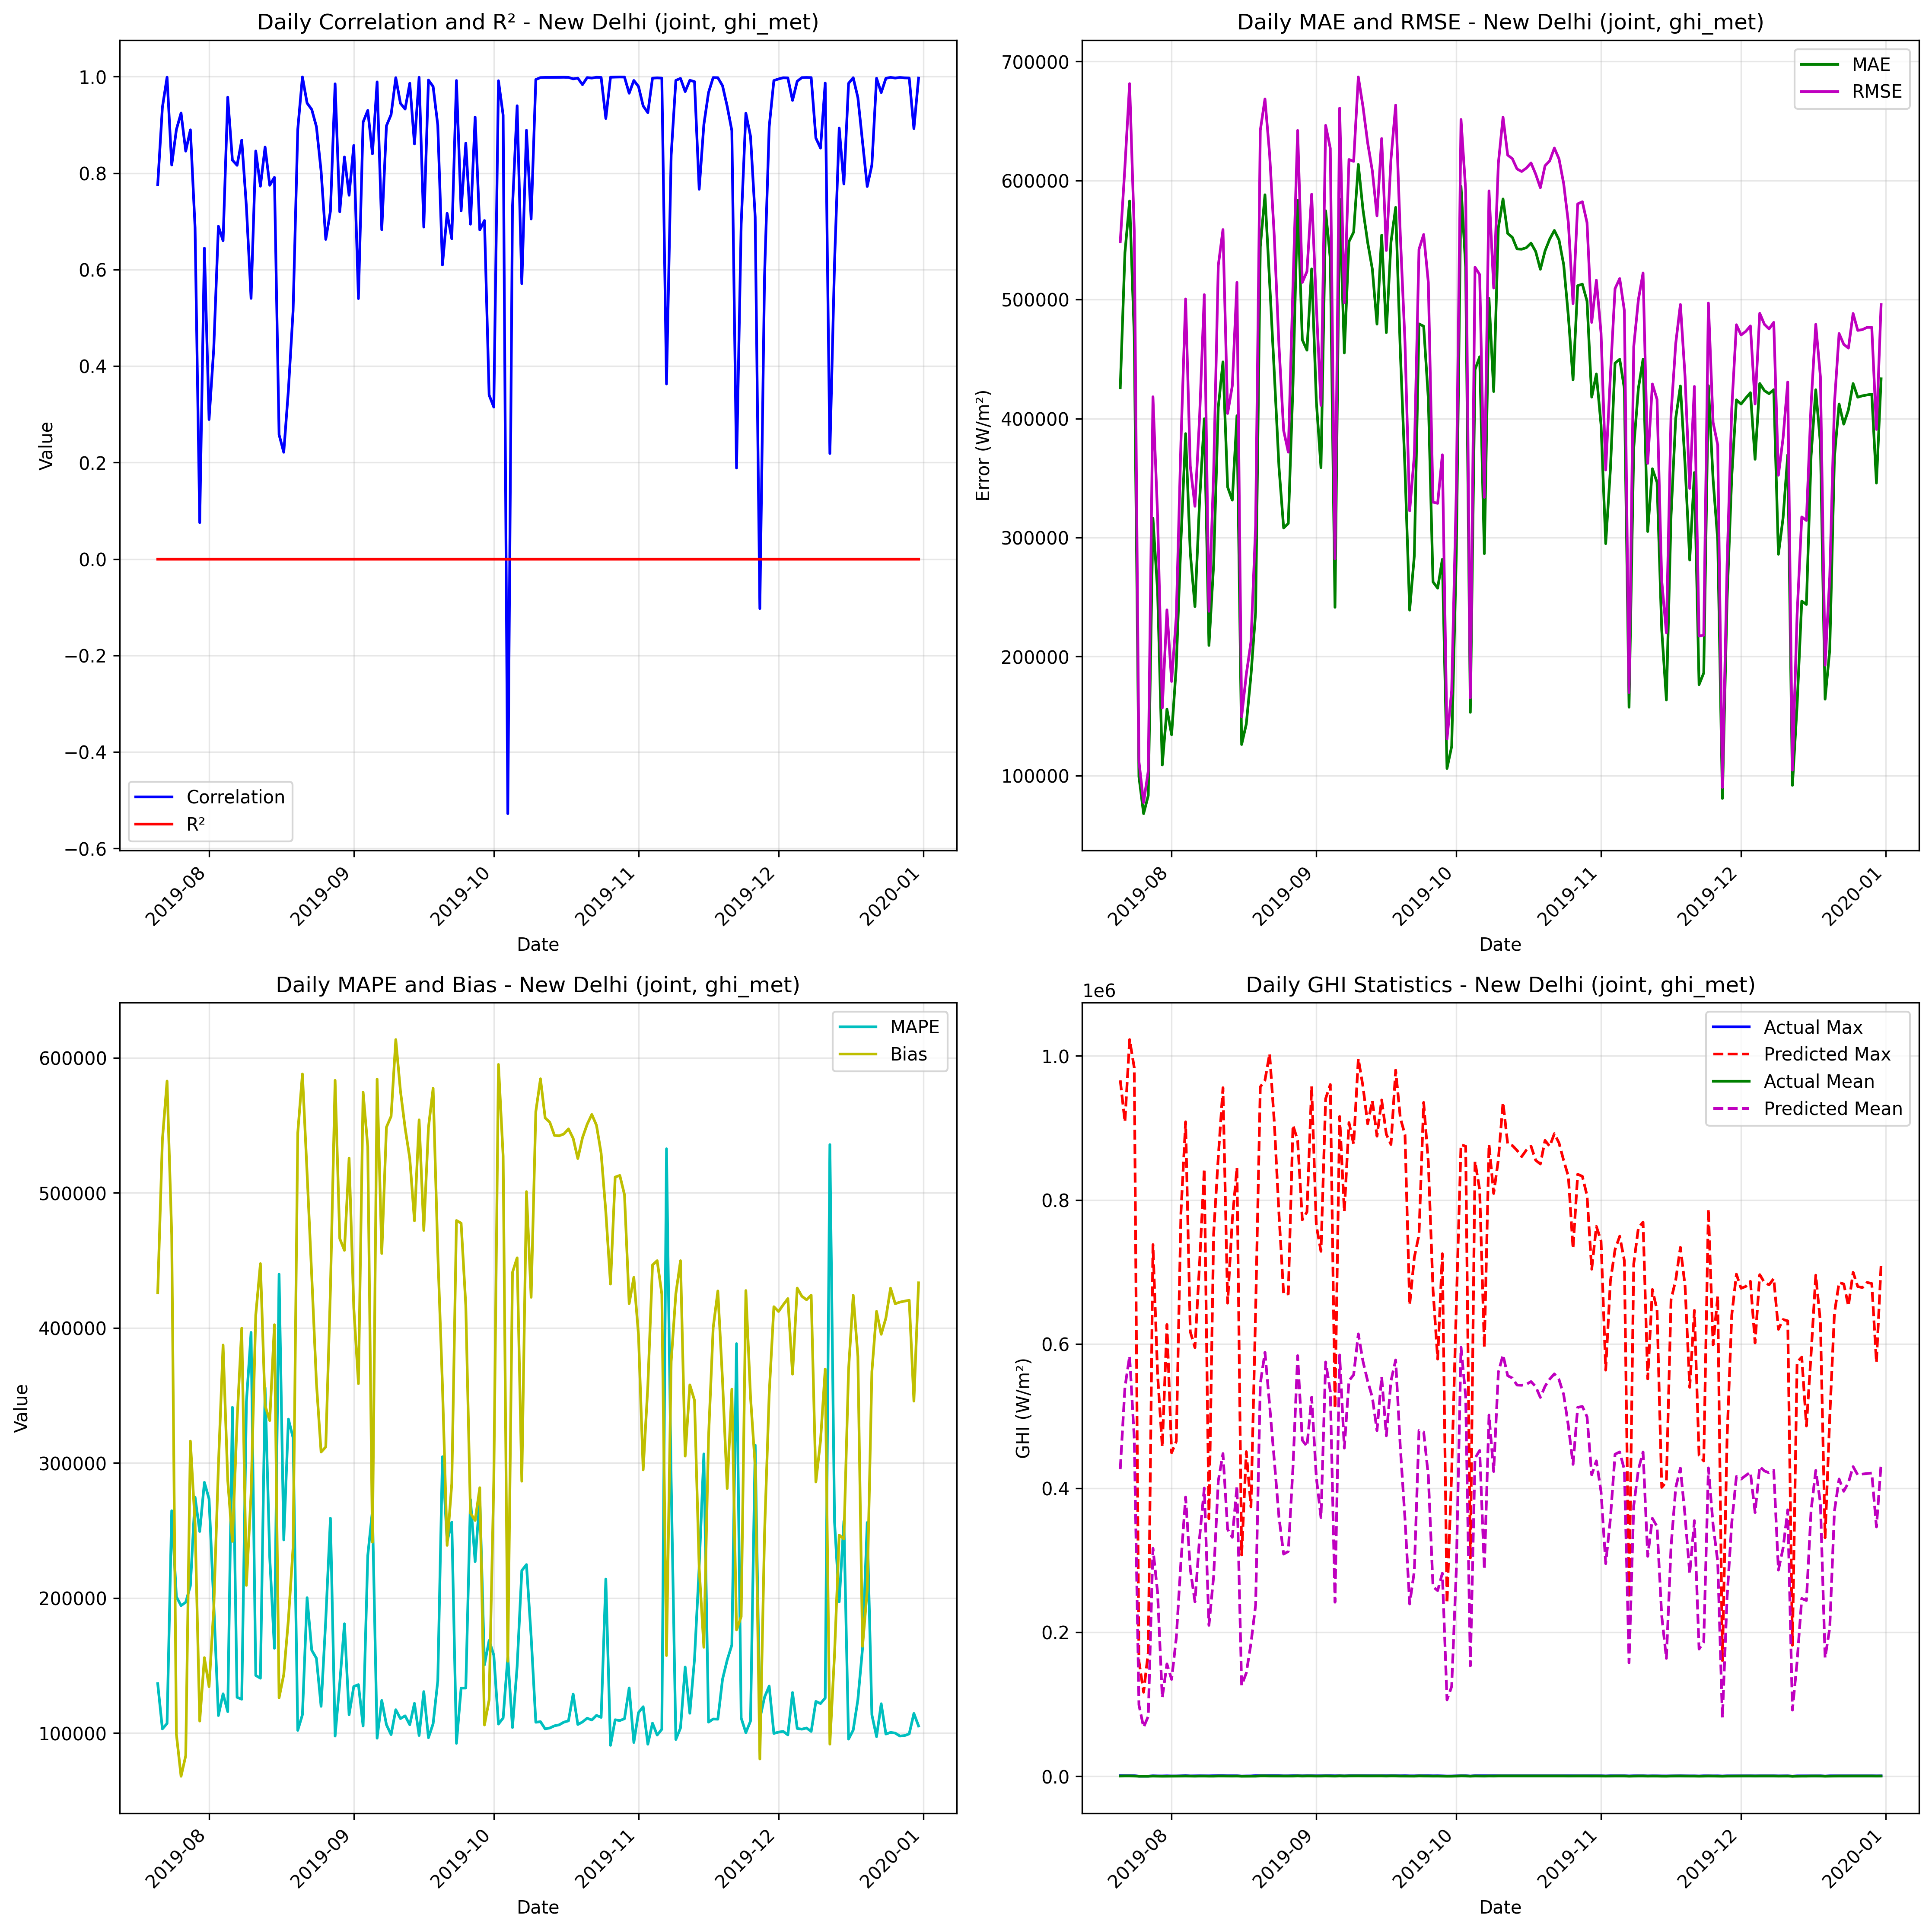 Daily Correlation and R² - New Delhi (joint, ghi_met)
1.0
0.8
0.6
0.4
0.2
0.0
−0.2
−0.4
−0.6
Value
Correlation
R²
2019-08
2019-09
2019-10
2019-11
2019-12
2020-01
Date
Daily MAE and RMSE - New Delhi (joint, ghi_met)
700000
600000
500000
400000
300000
200000
100000
Error (W/m²)
MAE
RMSE
2019-08
2019-09
2019-10
2019-11
2019-12
2020-01
Date
Daily MAPE and Bias - New Delhi (joint, ghi_met)
600000
500000
400000
300000
200000
100000
Value
MAPE
Bias
2019-08
2019-09
2019-10
2019-11
2019-12
2020-01
Date
Daily GHI Statistics - New Delhi (joint, ghi_met)
1e6
1.0
0.8
0.6
0.4
0.2
0.0
GHI (W/m²)
Actual Max
Predicted Max
Actual Mean
Predicted Mean
2019-08
2019-09
2019-10
2019-11
2019-12
2020-01
Date